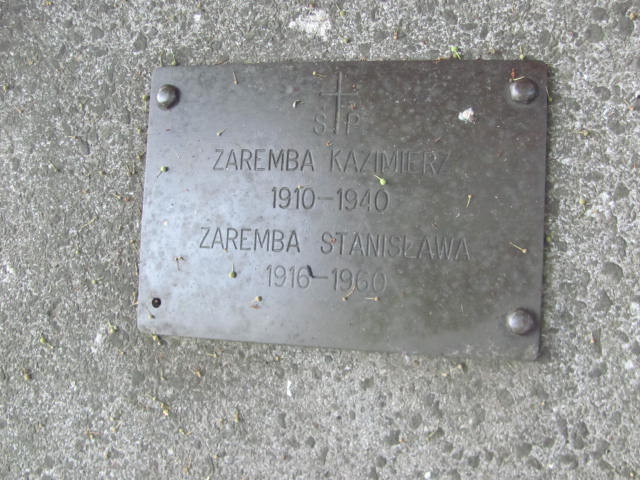 Ś P
ZAREMBA KAZIMIERZ
1910-1940
ZAREMBA STANISŁAWA
1916-1960